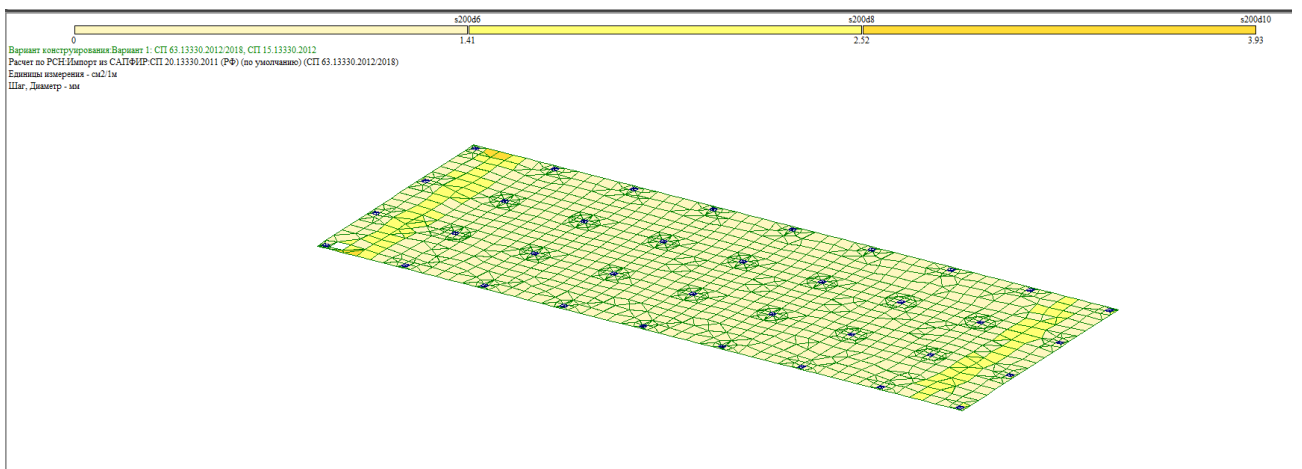 s200d6 s200d8 s200d10
0 1.41 2.52 3.93
Вариант конструирования:Вариант 1: СП 63.13330.2012/2018, СП 15.13330.2012
Расчет по РСН:Импорт из САПФИР:СП 20.13330.2011 (РФ) (по умолчанию) (СП 63.13330.2012/2018)
Единицы измерения - см2/1м
Шаг, Диаметр - мм